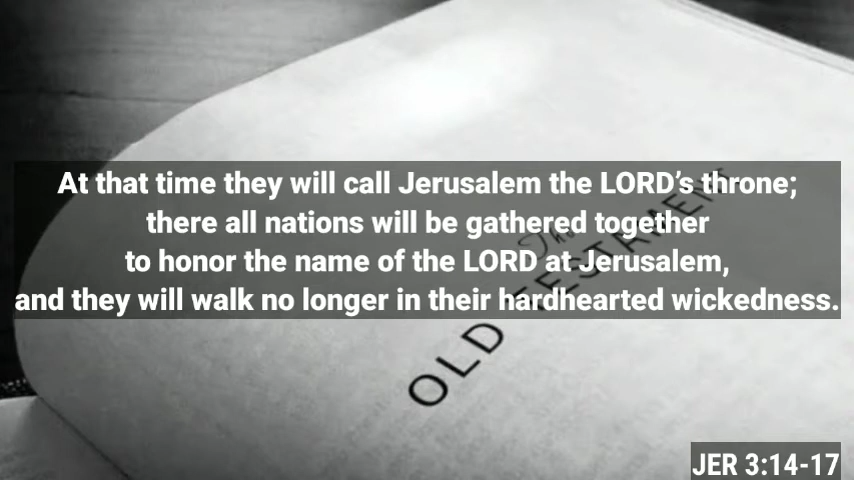 At that time they will call Jerusalem the LORD’s throne;
there all nations will be gathered together
to honor the name of the LORD at Jerusalem,
and they will walk no longer in their hardhearted wickedness.
The
OLD TESTAMENT
JER 3:14-17